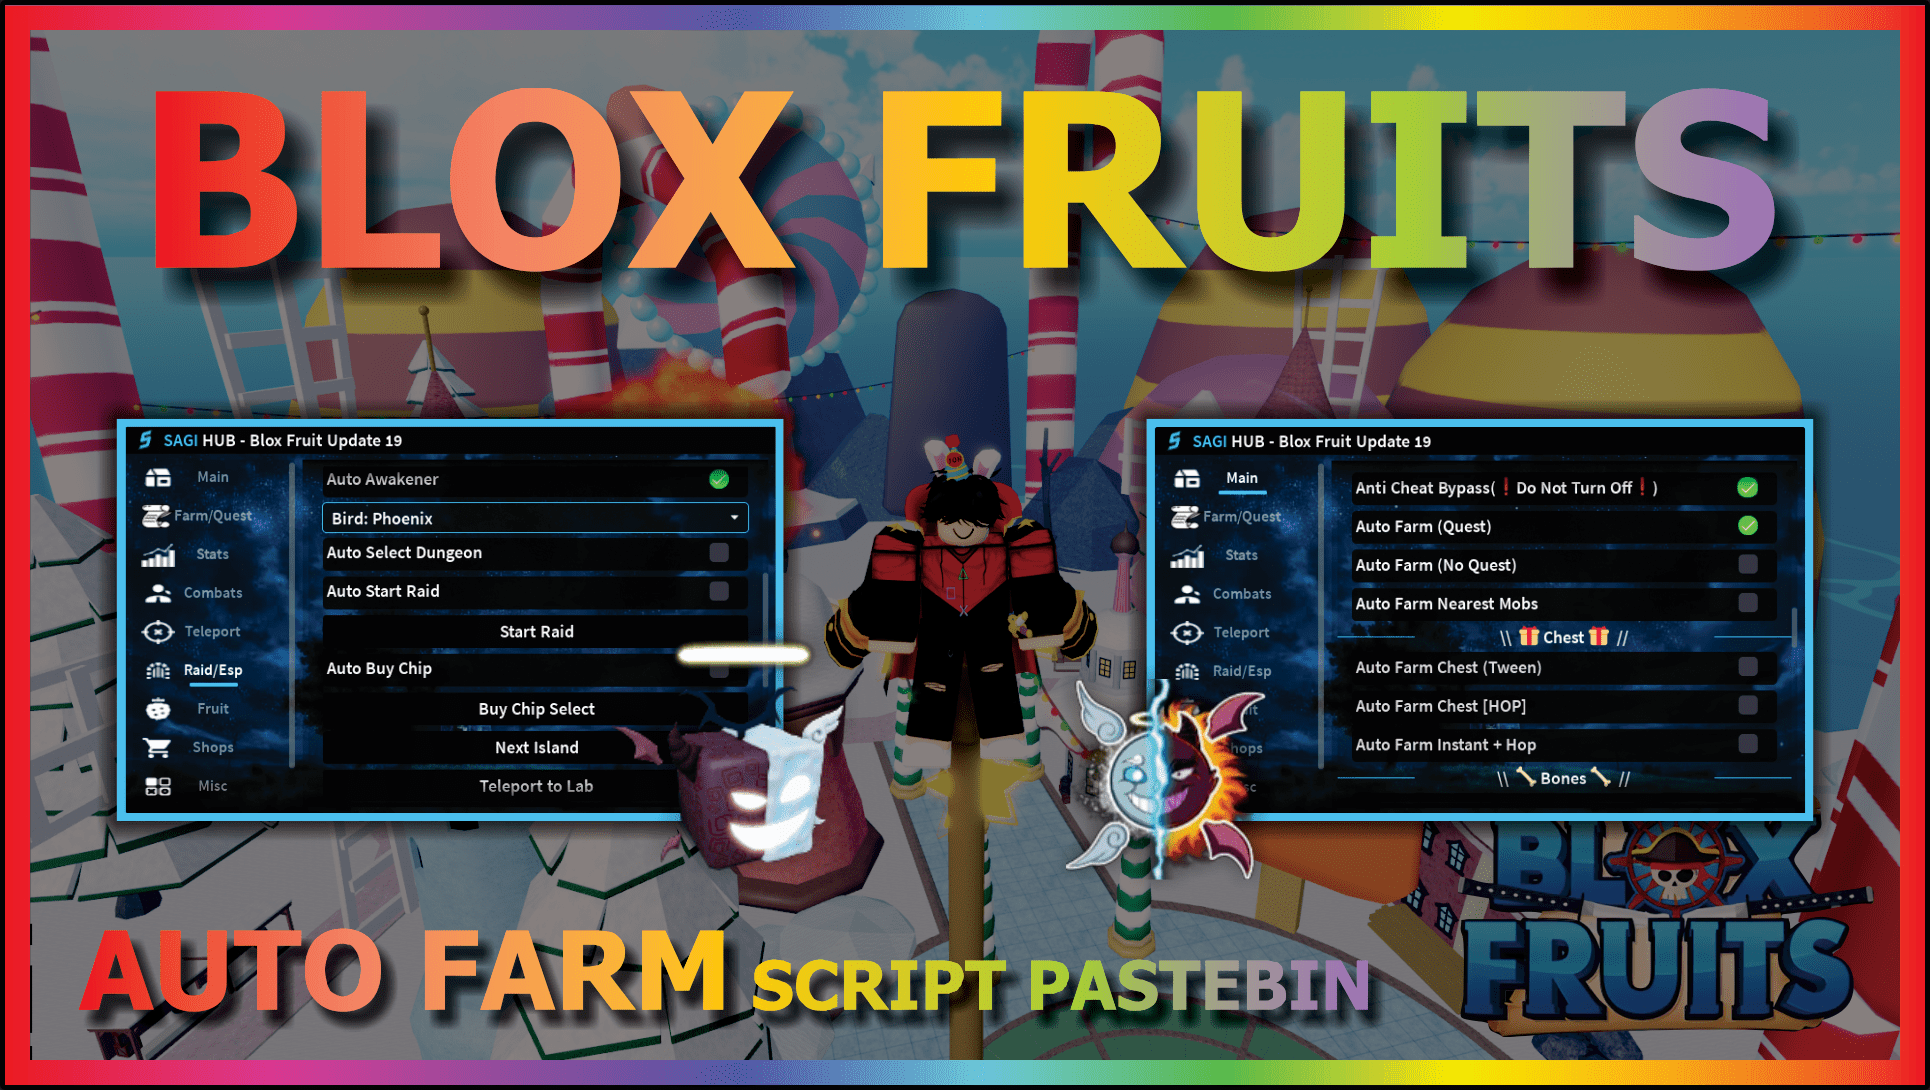 BLOX FRUITS
SAGI HUB - Blox Fruit Update 19
Main
Farm/Quest
Stats
Combats
Teleport
Raid/Esp
Fruit
Shops
Misc
Auto Awakener
Bird: Phoenix
Auto Select Dungeon
Auto Start Raid
Start Raid
Auto Buy Chip
Buy Chip Select
Next Island
Teleport to Lab
SAGI HUB - Blox Fruit Update 19
Main
Farm/Quest
Stats
Combats
Teleport
Raid/Esp
Anti Cheat Bypass(❗Do Not Turn Off❗)
Auto Farm (Quest)
Auto Farm (No Quest)
Auto Farm Nearest Mobs
\\ 🎁 Chest 🎁 //
Auto Farm Chest (Tween)
Auto Farm Chest [HOP]
Auto Farm Instant + Hop
\\ 🦴 Bones 🦴 //
BLOX
FRUITS
AUTO FARM SCRIPT PASTEBIN